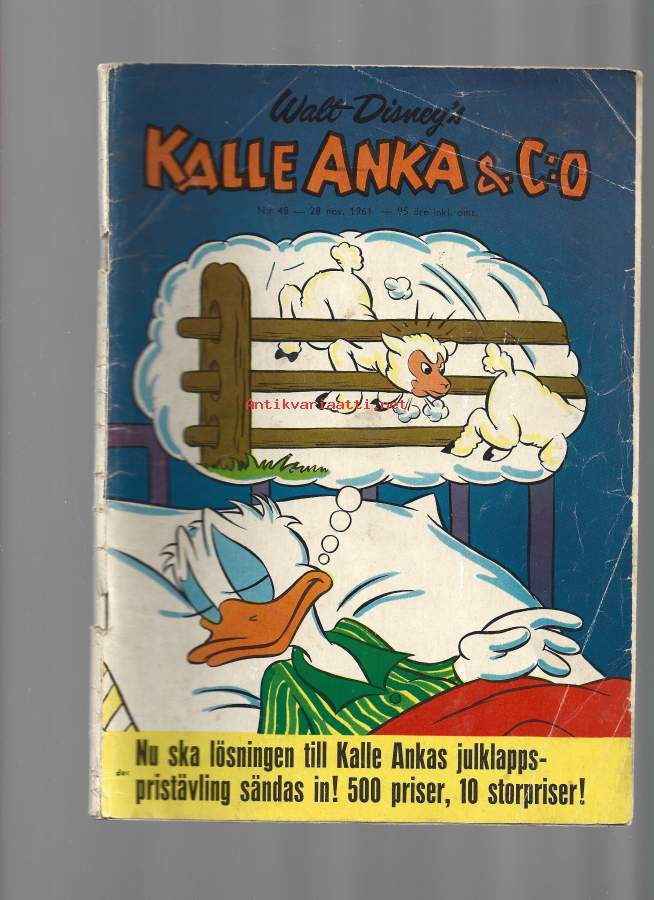 Walt Disney's
KALLE ANKA & C:O
N:r 48 — 28 nov. 1961 — 95 öre inkl. oms.
Antikvariaatti.net
Nu ska lösningen till Kalle Ankas julklapps-
pristävling sändas in! 500 priser, 10 storpriser!